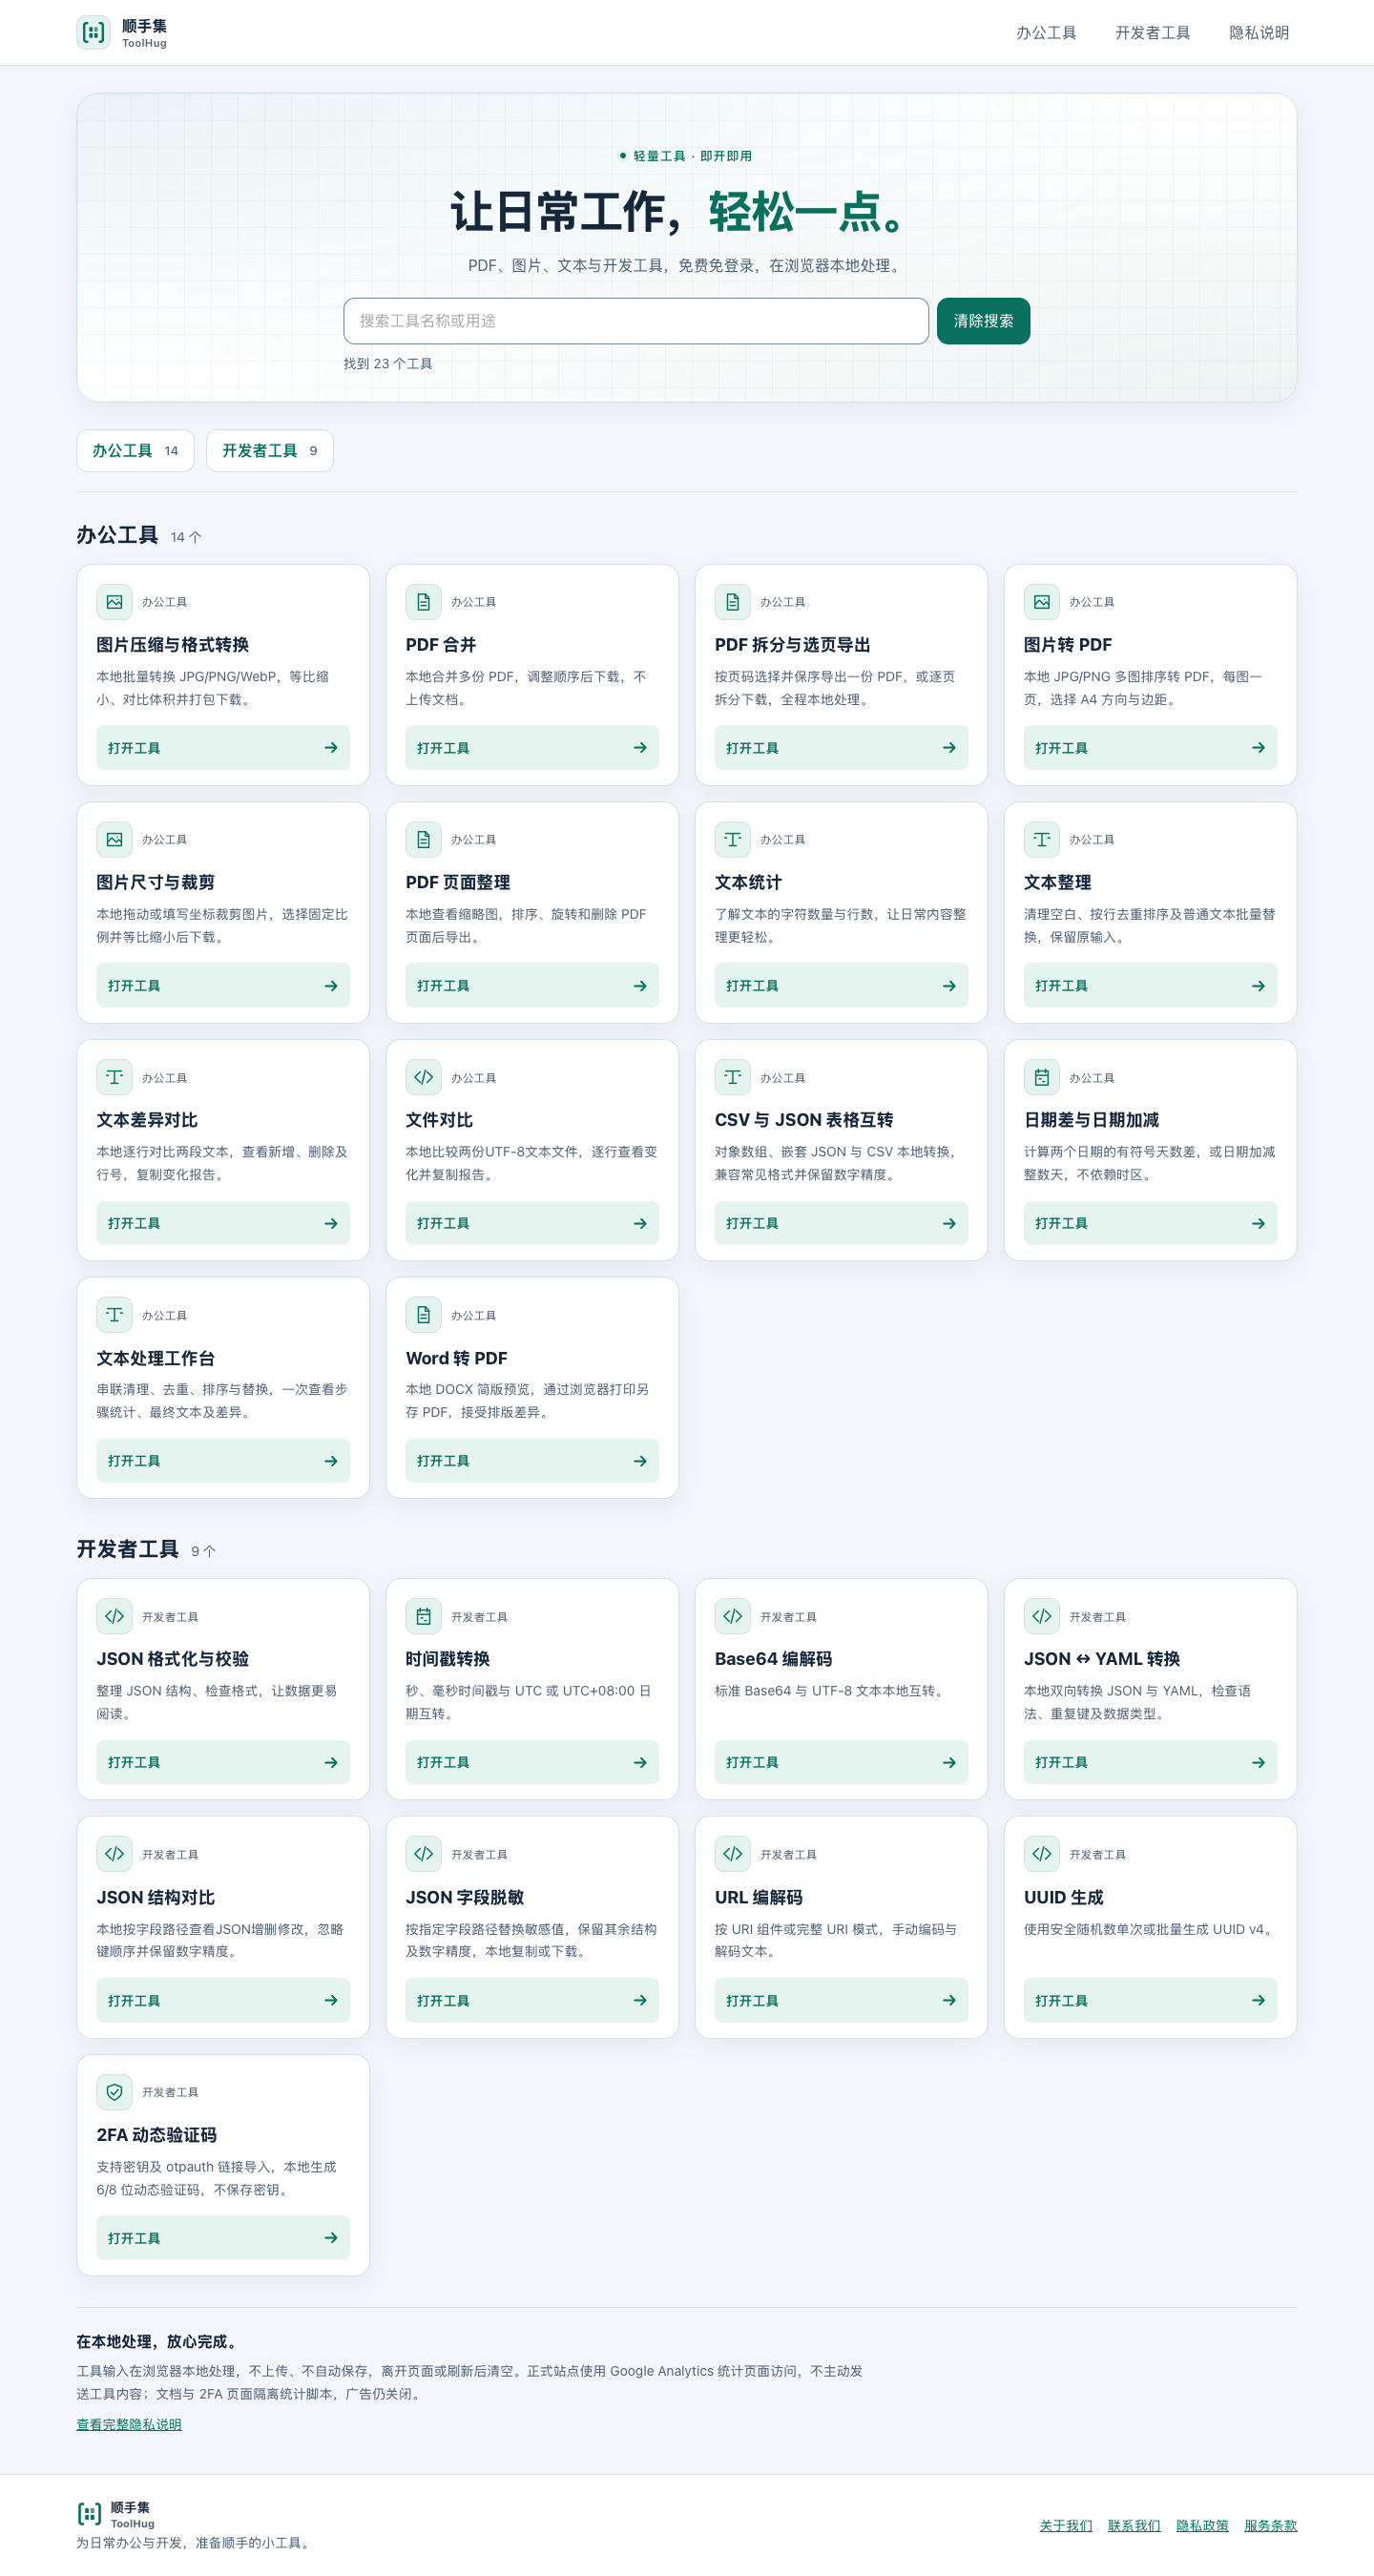 顺手集
ToolHug
办公工具
开发者工具
隐私说明
轻量工具 · 即开即用
让日常工作，轻松一点。
PDF、图片、文本与开发工具，免费免登录，在浏览器本地处理。
搜索工具名称或用途
清除搜索
找到 23 个工具
办公工具 14
开发者工具 9
办公工具 14 个
办公工具
图片压缩与格式转换
本地批量转换 JPG/PNG/WebP，等比缩
小、对比体积并打包下载。
打开工具 →
办公工具
PDF 合并
本地合并多份 PDF，调整顺序后下载，不
上传文档。
打开工具 →
办公工具
PDF 拆分与选页导出
按页码选择并保序导出一份 PDF，或逐页
拆分下载，全程本地处理。
打开工具 →
办公工具
图片转 PDF
本地 JPG/PNG 多图排序转 PDF，每图一
页，选择 A4 方向与边距。
打开工具 →
办公工具
图片尺寸与裁剪
本地拖动或填写坐标裁剪图片，选择固定比
例并等比缩小后下载。
打开工具 →
办公工具
PDF 页面整理
本地查看缩略图，排序、旋转和删除 PDF
页面后导出。
打开工具 →
办公工具
文本统计
了解文本的字符数量与行数，让日常内容整
理更轻松。
打开工具 →
办公工具
文本整理
清理空白、按行去重排序及普通文本批量替
换，保留原输入。
打开工具 →
办公工具
文本差异对比
本地逐行对比两段文本，查看新增、删除及
行号，复制变化报告。
打开工具 →
办公工具
文件对比
本地比较两份UTF-8文本文件，逐行查看变
化并复制报告。
打开工具 →
办公工具
CSV 与 JSON 表格互转
对象数组、嵌套 JSON 与 CSV 本地转换，
兼容常见格式并保留数字精度。
打开工具 →
办公工具
日期差与日期加减
计算两个日期的有符号天数差，或日期加减
整数天，不依赖时区。
打开工具 →
办公工具
文本处理工作台
串联清理、去重、排序与替换，一次查看步
骤统计、最终文本及差异。
打开工具 →
办公工具
Word 转 PDF
本地 DOCX 简版预览，通过浏览器打印另
存 PDF，接受排版差异。
打开工具 →
开发者工具 9 个
开发者工具
JSON 格式化与校验
整理 JSON 结构、检查格式，让数据更易
阅读。
打开工具 →
开发者工具
时间戳转换
秒、毫秒时间戳与 UTC 或 UTC+08:00 日
期互转。
打开工具 →
开发者工具
Base64 编解码
标准 Base64 与 UTF-8 文本本地互转。
打开工具 →
开发者工具
JSON ↔ YAML 转换
本地双向转换 JSON 与 YAML，检查语
法、重复键及数据类型。
打开工具 →
开发者工具
JSON 结构对比
本地按字段路径查看JSON增删修改，忽略
键顺序并保留数字精度。
打开工具 →
开发者工具
JSON 字段脱敏
按指定字段路径替换敏感值，保留其余结构
及数字精度，本地复制或下载。
打开工具 →
开发者工具
URL 编解码
按 URI 组件或完整 URI 模式，手动编码与
解码文本。
打开工具 →
开发者工具
UUID 生成
使用安全随机数单次或批量生成 UUID v4。
打开工具 →
开发者工具
2FA 动态验证码
支持密钥及 otpauth 链接导入，本地生成
6/8 位动态验证码，不保存密钥。
打开工具 →
在本地处理，放心完成。
工具输入在浏览器本地处理，不上传、不自动保存，离开页面或刷新后清空。正式站点使用 Google Analytics 统计页面访问，不主动发
送工具内容；文档与 2FA 页面隔离统计脚本，广告仍关闭。
查看完整隐私说明
顺手集
ToolHug
为日常办公与开发，准备顺手的小工具。
关于我们
联系我们
隐私政策
服务条款